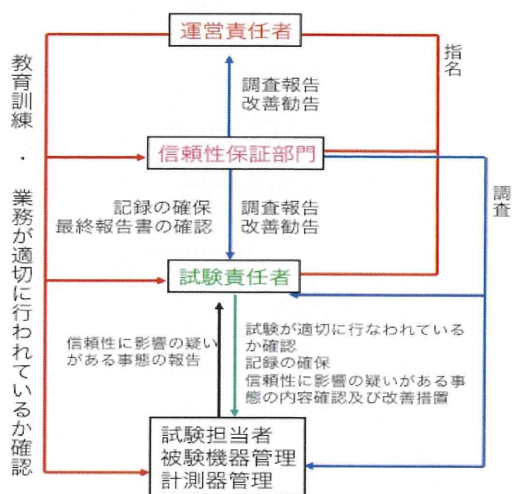 運営責任者
教育訓練・業務が適切に行われているか確認
指名
調査報告
改善勧告
信頼性保証部門
調査
記録の確保
最終報告書の確認
調査報告
改善勧告
試験責任者
信頼性に影響の疑い
がある事態の報告
試験が適切に行なわれている
か確認
記録の確保
信頼性に影響の疑いがある事
態の内容確認及び改善措置
試験担当者
被験機器管理
計測器管理